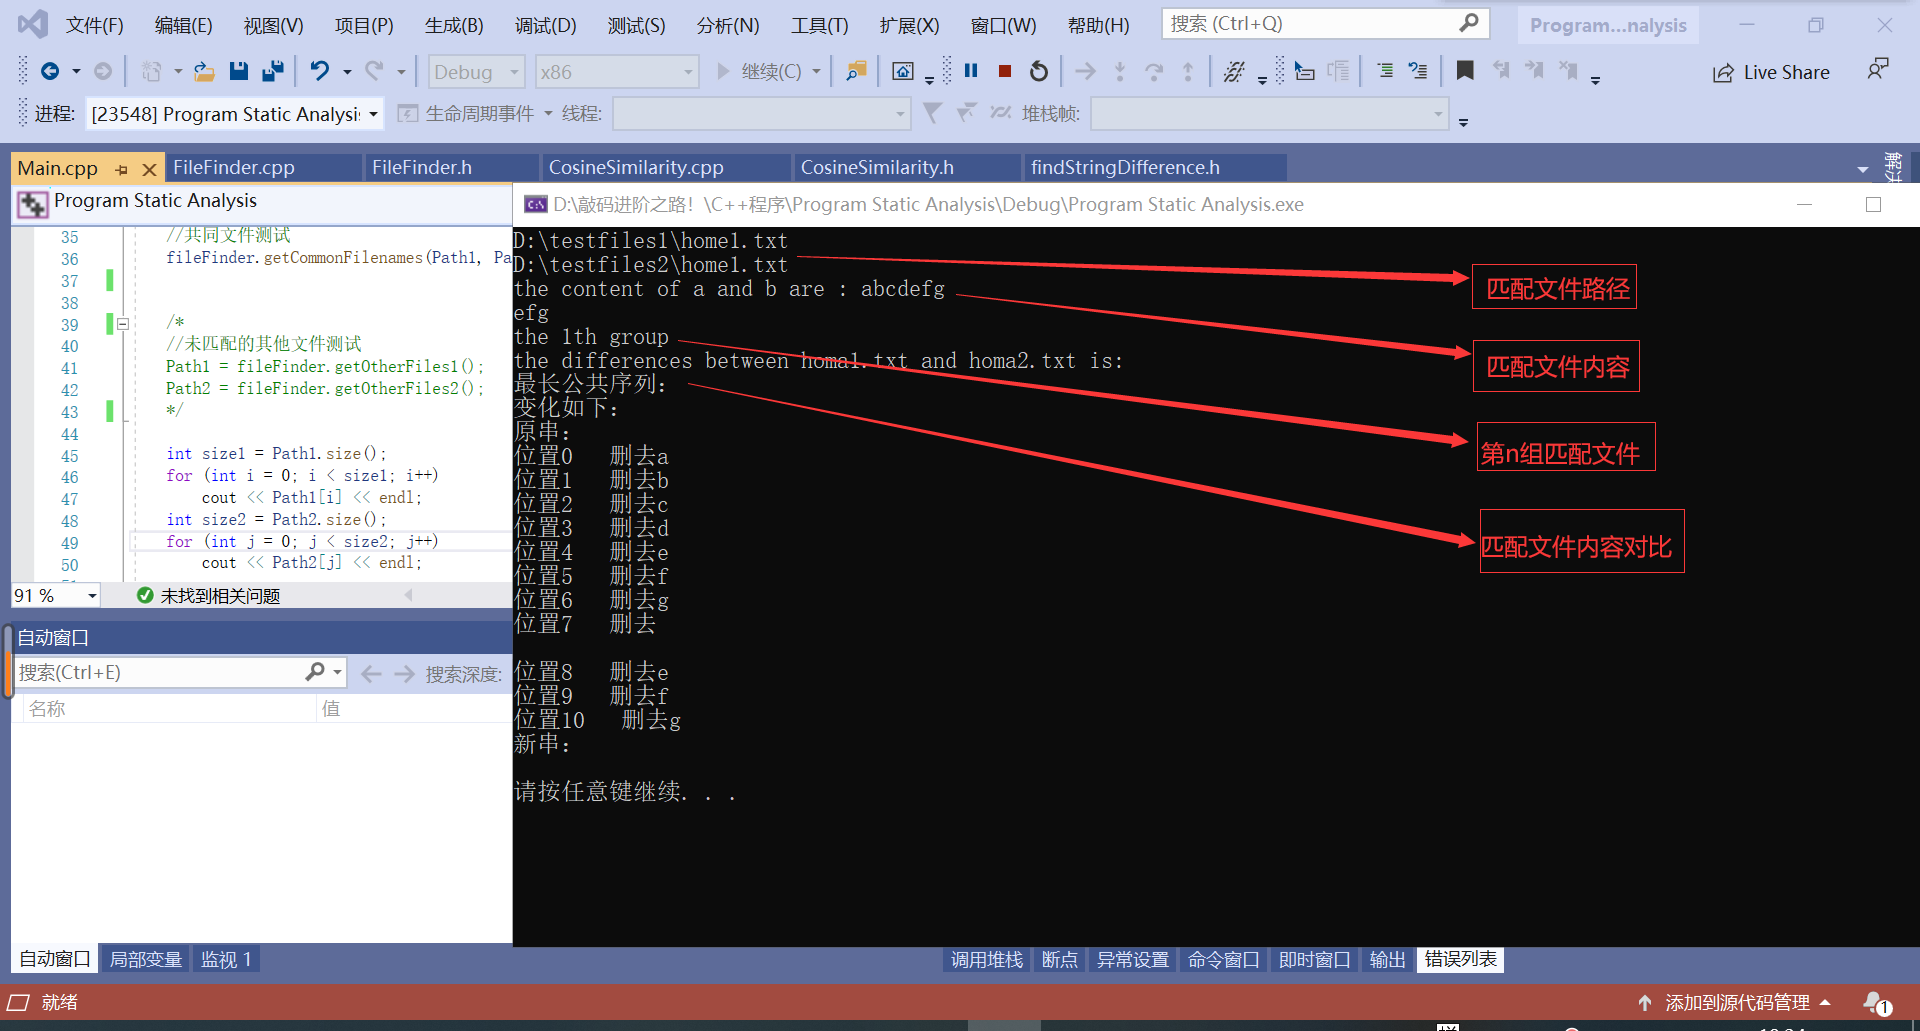 文件(F) 编辑(E) 视图(V) 项目(P) 生成(B) 调试(D) 测试(S) 分析(N) 工具(T) 扩展(X) 窗口(W) 帮助(H) 搜索 (Ctrl+Q) Program...nalysis
Debug x86 继续(C) Live Share
进程: [23548] Program Static Analysis 生命周期事件 线程: 堆栈帧:
Main.cpp FileFinder.cpp FileFinder.h CosineSimilarity.cpp CosineSimilarity.h findStringDifference.h
Program Static Analysis
35 //共同文件测试
36 fileFinder.getCommonFilenames(Path1, Pa
37
38
39 /*
40 //未匹配的其他文件测试
41 Path1 = fileFinder.getOtherFiles1();
42 Path2 = fileFinder.getOtherFiles2();
43 */
44
45 int size1 = Path1.size();
46 for (int i = 0; i < size1; i++)
47 cout << Path1[i] << endl;
48 int size2 = Path2.size();
49 for (int j = 0; j < size2; j++)
50 cout << Path2[j] << endl;
91 % 未找到相关问题
自动窗口
搜索(Ctrl+E) 搜索深度:
名称 值
自动窗口 局部变量 监视 1
D:\敲码进阶之路！\C++程序\Program Static Analysis\Debug\Program Static Analysis.exe
D:\testfiles1\home1.txt
D:\testfiles2\home1.txt
the content of a and b are : abcdefg
efg
the 1th group
the differences between homa1.txt and homa2.txt is:
最长公共序列：
变化如下：
原串：
位置0 删去a
位置1 删去b
位置2 删去c
位置3 删去d
位置4 删去e
位置5 删去f
位置6 删去g
位置7 删去
位置8 删去e
位置9 删去f
位置10 删去g
新串：
请按任意键继续. . .
匹配文件路径
匹配文件内容
第n组匹配文件
匹配文件内容对比
调用堆栈 断点 异常设置 命令窗口 即时窗口 输出 错误列表
就绪 添加到源代码管理 1